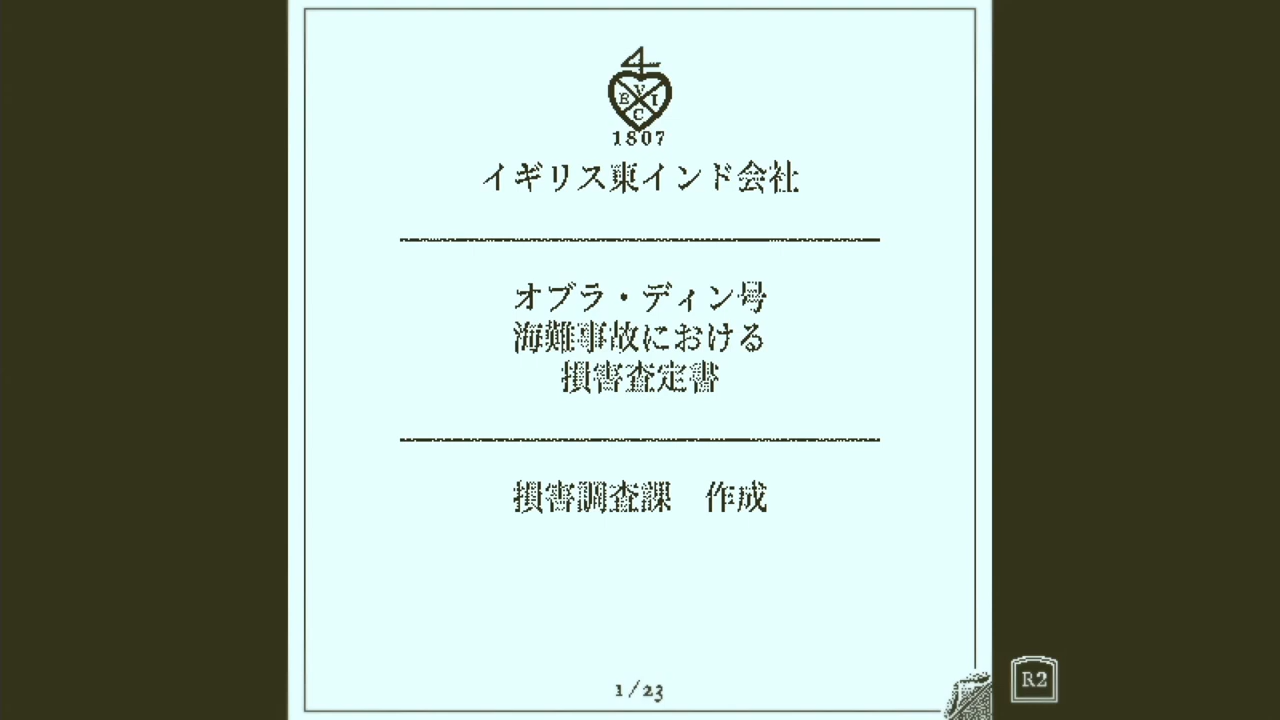 4
V
E I
C
1807
イギリス東インド会社
オブラ・ディン号
海難事故における
損害査定書
損害調査課　作成
1/23
R2